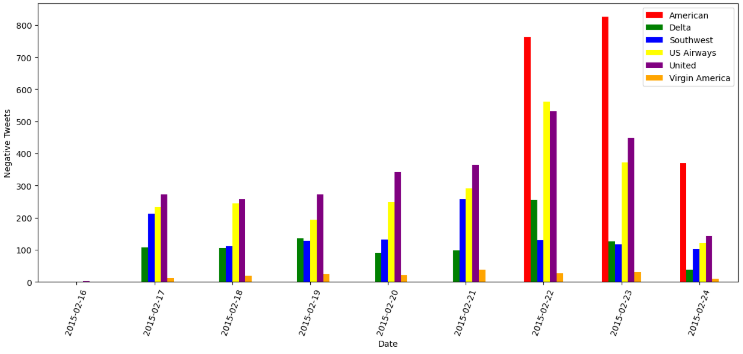 American
Delta
Southwest
US Airways
United
Virgin America
Negative Tweets
800
700
600
500
400
300
200
100
0
2015-02-16
2015-02-17
2015-02-18
2015-02-19
2015-02-20
2015-02-21
2015-02-22
2015-02-23
2015-02-24
Date